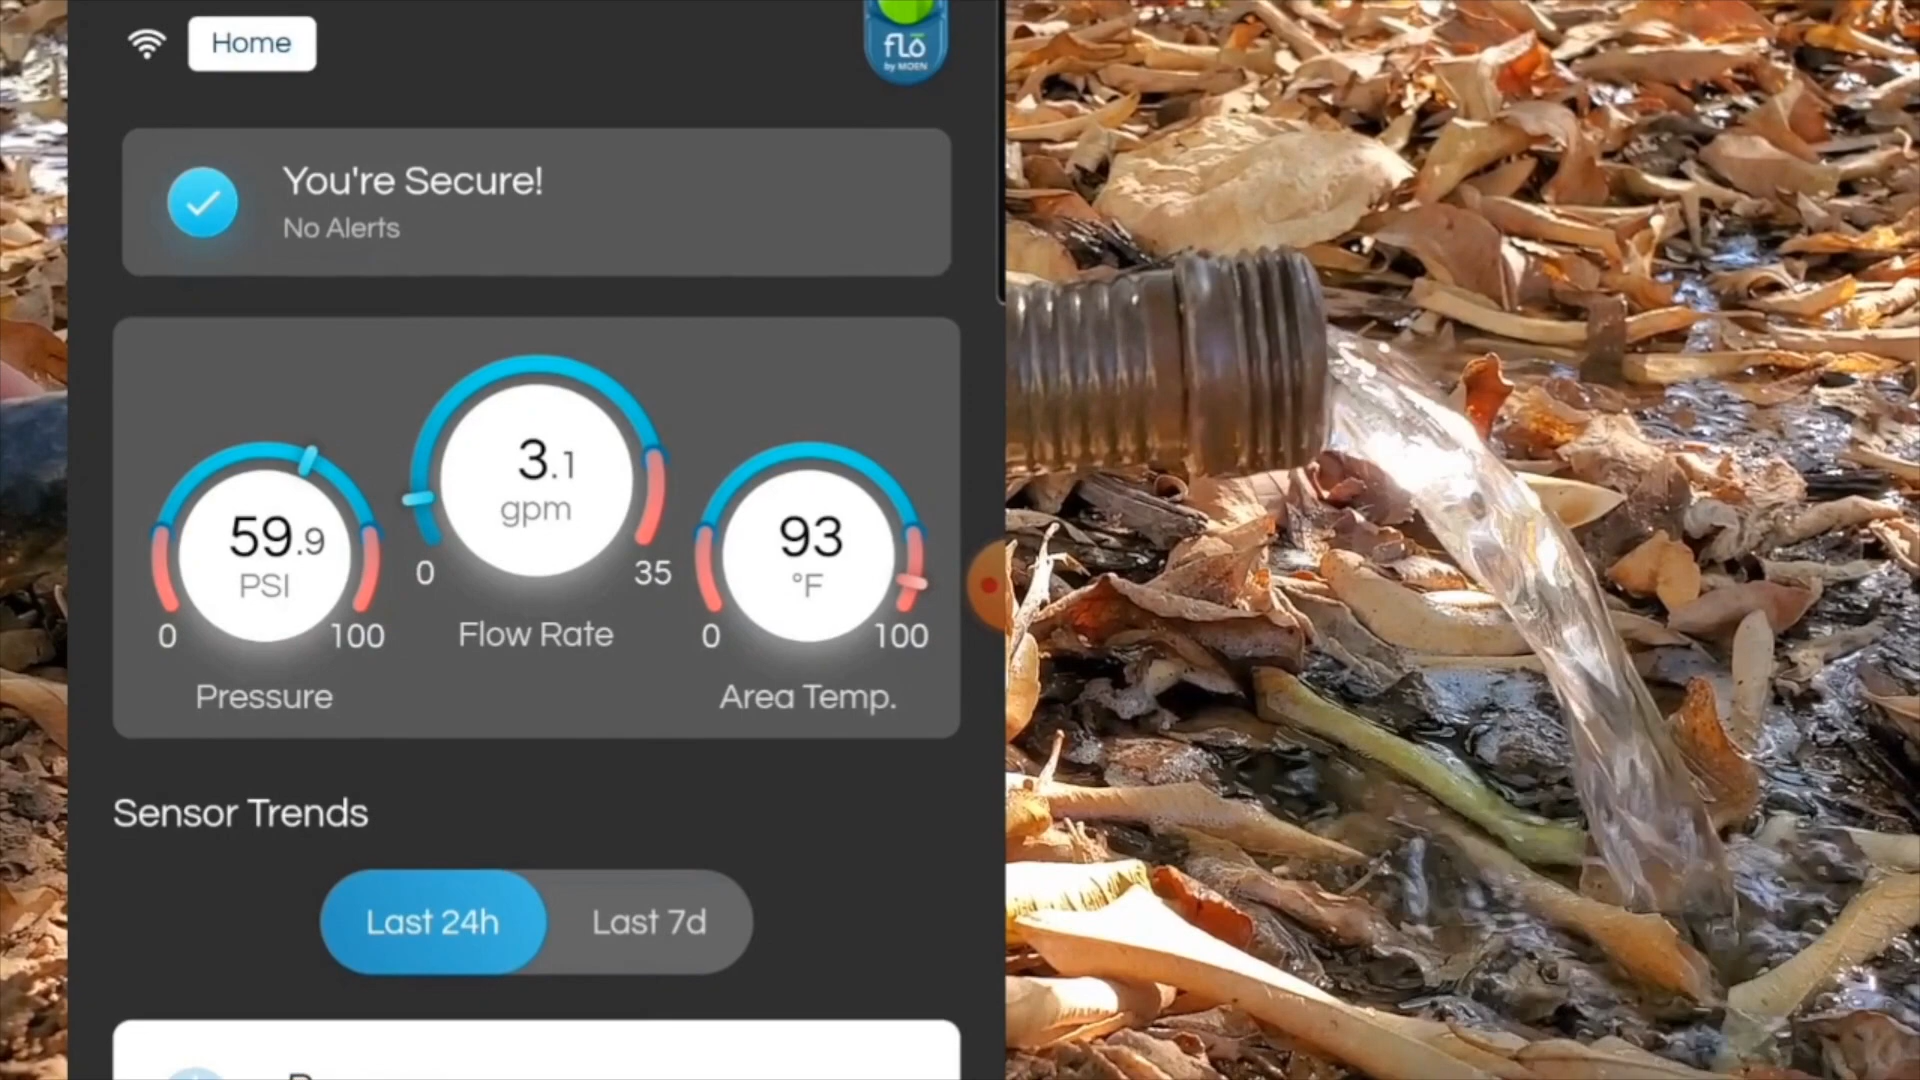 Home
flō
by MOEN
You're Secure!
No Alerts
59.9
PSI
0 100
Pressure
3.1
gpm
0 35
Flow Rate
93
°F
0 100
Area Temp.
Sensor Trends
Last 24h Last 7d